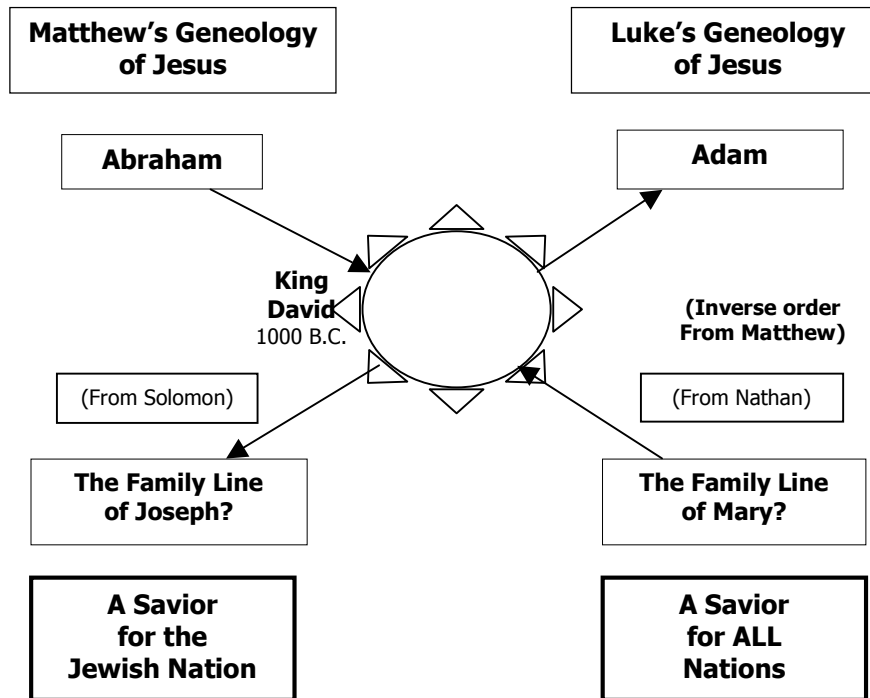 Matthew’s Geneology
of Jesus
Luke’s Geneology
of Jesus
Abraham
Adam
King
David
1000 B.C.
(Inverse order
From Matthew)
(From Solomon)
(From Nathan)
The Family Line
of Joseph?
The Family Line
of Mary?
A Savior
for the
Jewish Nation
A Savior
for ALL
Nations